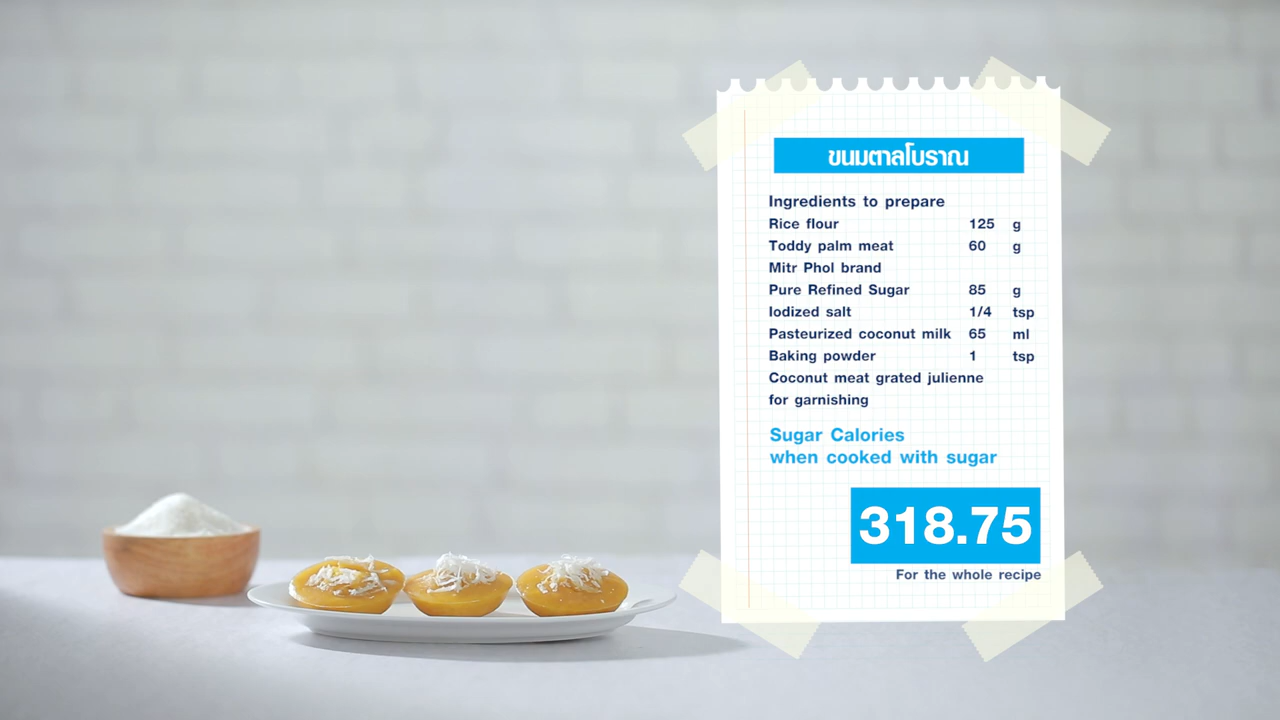 ขนมตาลโบราณ
Ingredients to prepare
Rice flour 125 g
Toddy palm meat 60 g
Mitr Phol brand
Pure Refined Sugar 85 g
Iodized salt 1/4 tsp
Pasteurized coconut milk 65 ml
Baking powder 1 tsp
Coconut meat grated julienne
for garnishing
Sugar Calories
when cooked with sugar
318.75
For the whole recipe